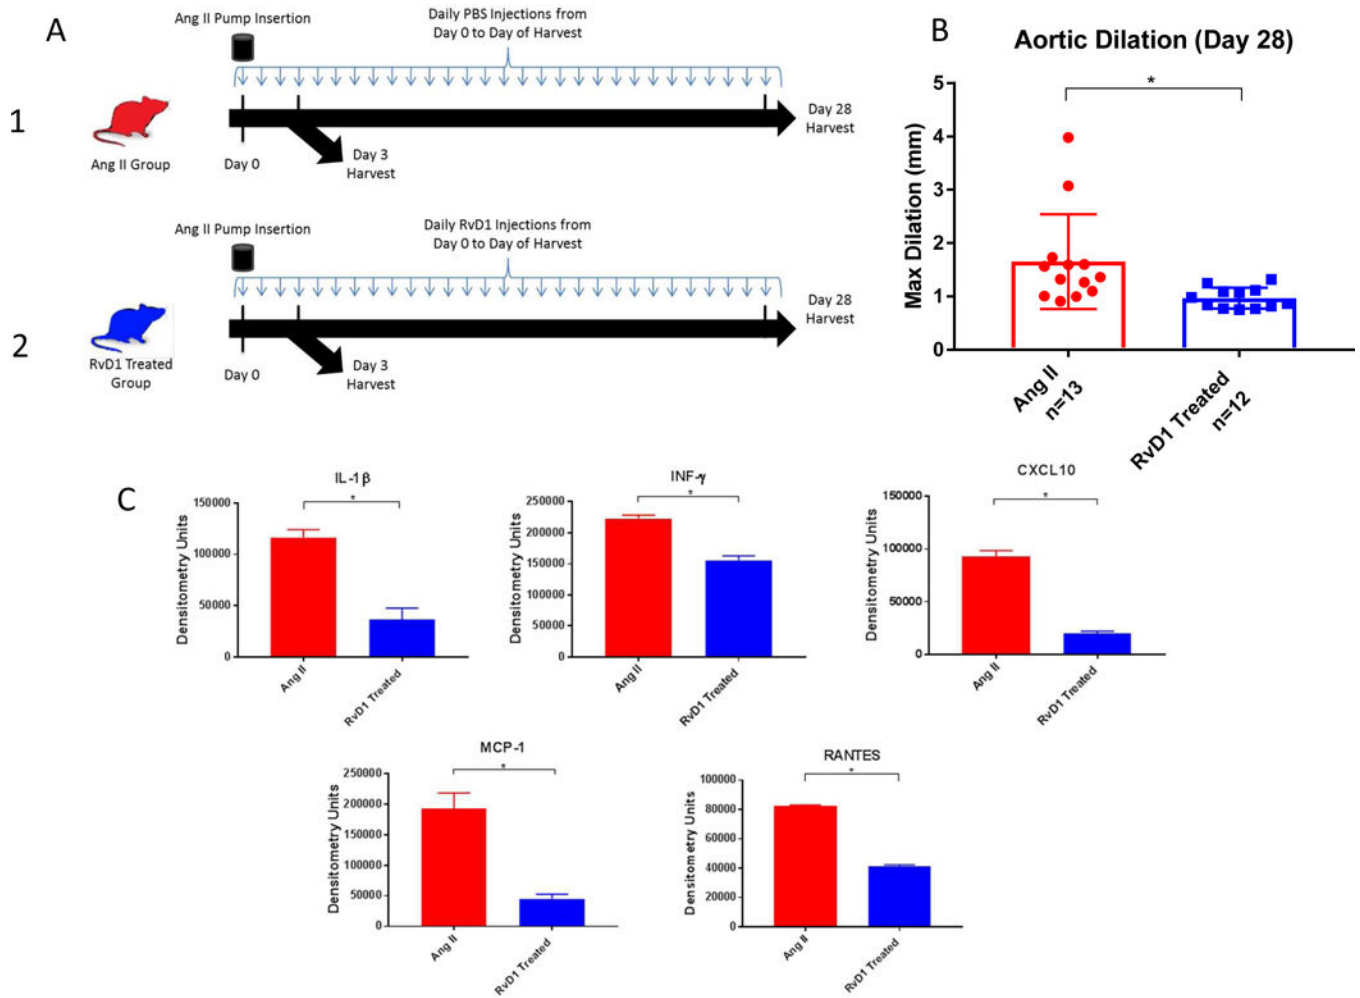 A
Ang II Pump Insertion
Daily PBS Injections from
Day 0 to Day of Harvest
1
Ang II Group
Day 0
Day 3
Harvest
Day 28
Harvest
Ang II Pump Insertion
Daily RvD1 Injections from
Day 0 to Day of Harvest
2
RvD1 Treated
Group
Day 0
Day 3
Harvest
Day 28
Harvest
B
Aortic Dilation (Day 28)
*
Max Dilation (mm)
5
4
3
2
1
0
Ang II
n=13
RvD1 Treated
n=12
C
IL-1β
*
Densitometry Units
150000
100000
50000
0
Ang II
RvD1 Treated
INF-γ
*
Densitometry Units
250000
200000
150000
100000
50000
0
Ang II
RvD1 Treated
CXCL10
*
Densitometry Units
150000
100000
50000
0
Ang II
RvD1 Treated
MCP-1
*
Densitometry Units
250000
200000
150000
100000
50000
0
Ang II
RvD1 Treated
RANTES
*
Densitometry Units
100000
80000
60000
40000
20000
0
Ang II
RvD1 Treated